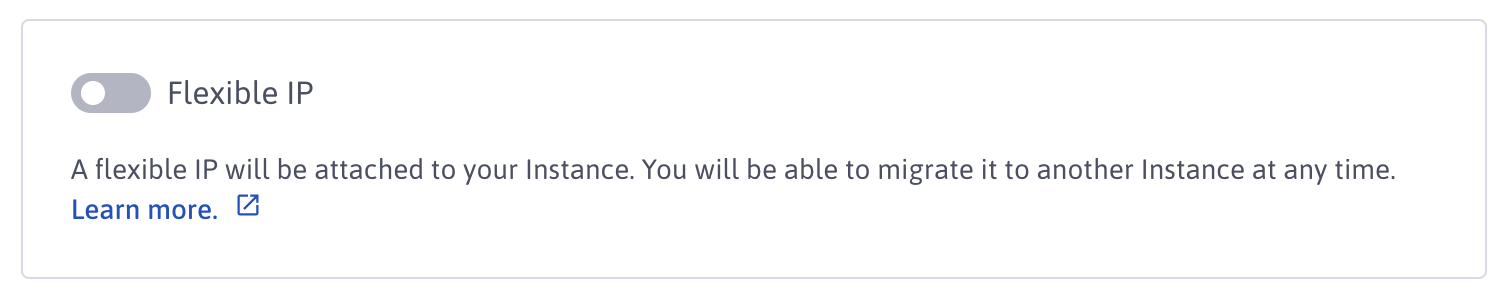 Flexible IP
A flexible IP will be attached to your Instance. You will be able to migrate it to another Instance at any time.
Learn more.